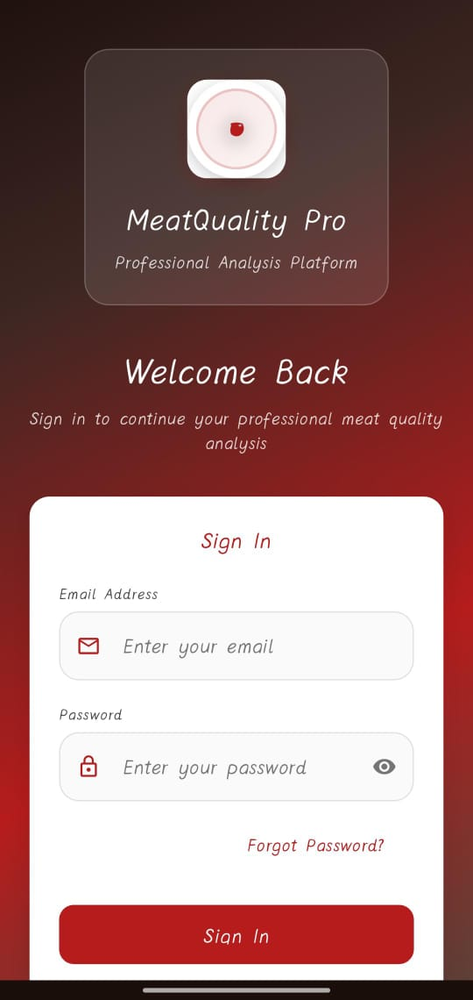 MeatQuality Pro
Professional Analysis Platform
Welcome Back
Sign in to continue your professional meat quality
analysis
Sign In
Email Address
Enter your email
Password
Enter your password
Forgot Password?
Sign In